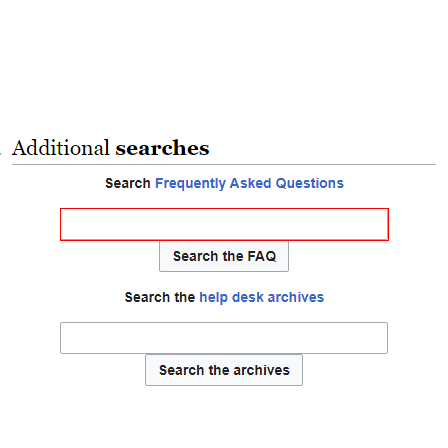 Additional searches
Search Frequently Asked Questions
Search the FAQ
Search the help desk archives
Search the archives